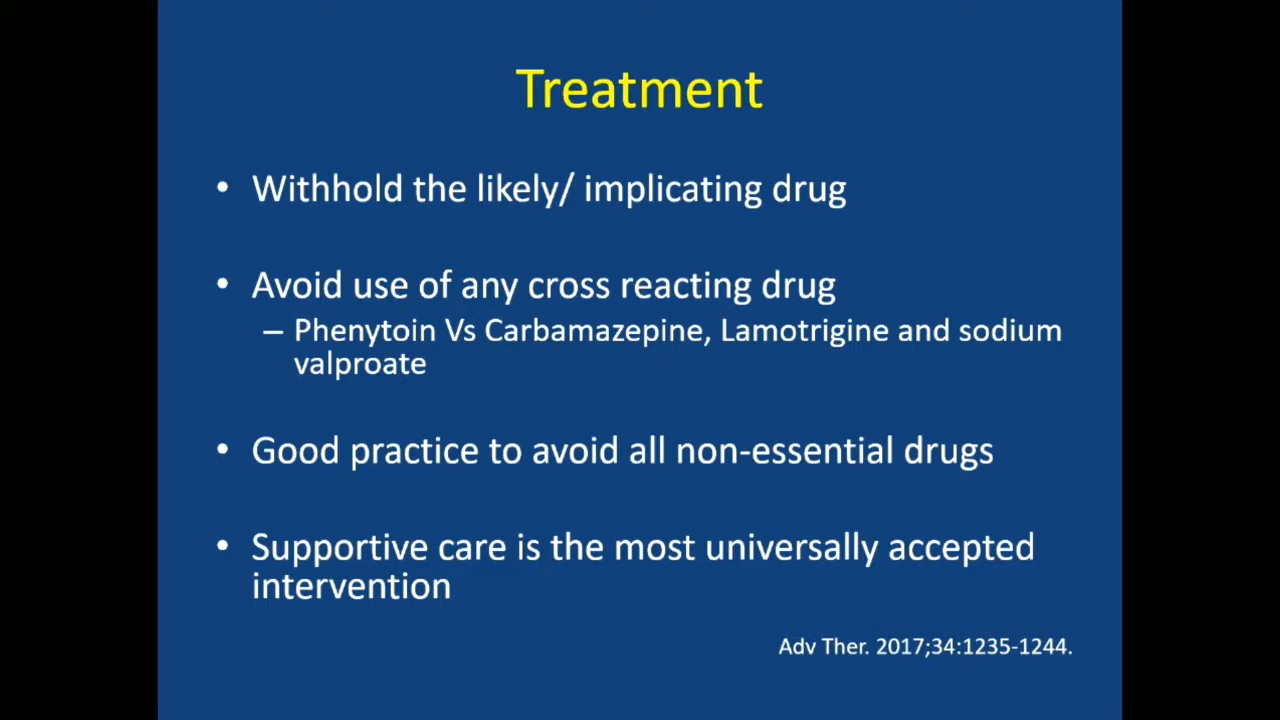 Treatment
• Withhold the likely/ implicating drug
• Avoid use of any cross reacting drug
– Phenytoin Vs Carbamazepine, Lamotrigine and sodium
valproate
• Good practice to avoid all non-essential drugs
• Supportive care is the most universally accepted
intervention
Adv Ther. 2017;34:1235-1244.